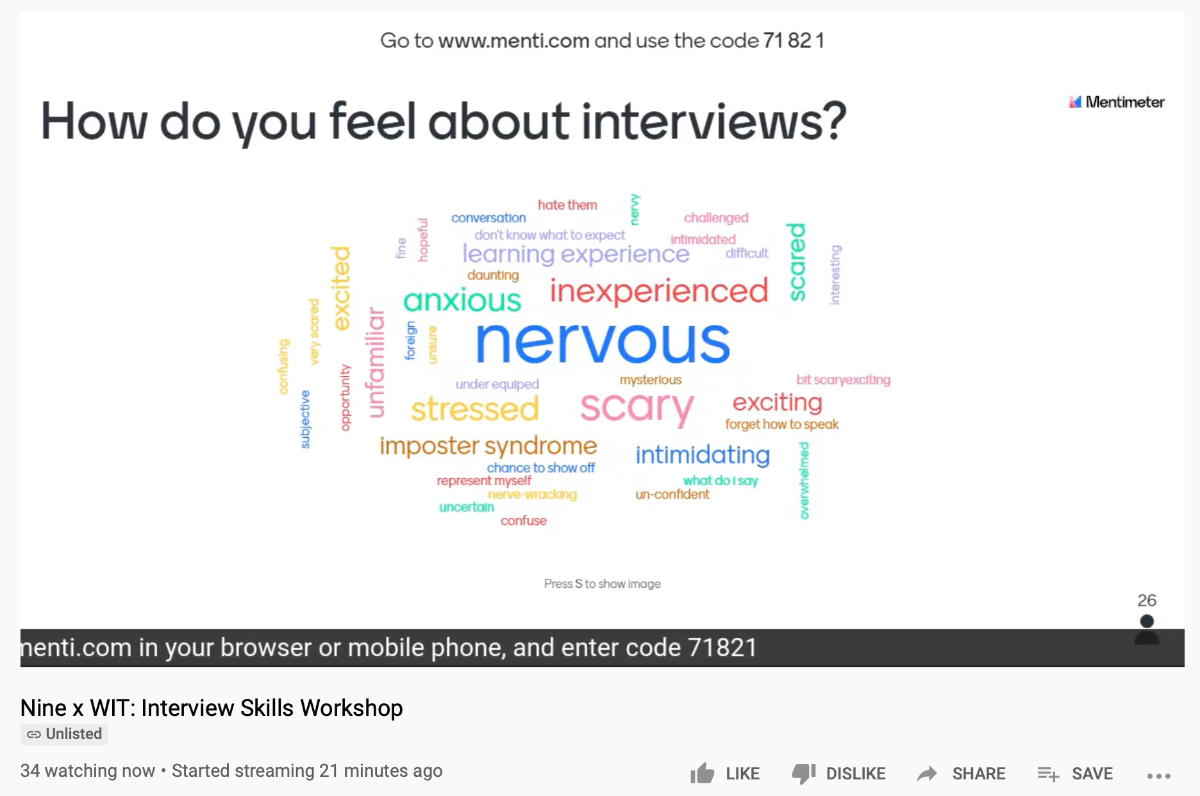 Go to www.menti.com and use the code 71 82 1
Mentimeter
How do you feel about interviews?
hate them
nervy
conversation
challenged
hopeful
fine
don't know what to expect
intimidated
learning experience
difficult
scared
interesting
excited
daunting
anxious
inexperienced
very scared
unfamiliar
foreign
unsure
nervous
confusing
opportunity
subjective
under equiped
mysterious
bit scaryexciting
stressed
scary
exciting
forget how to speak
imposter syndrome
intimidating
chance to show off
represent myself
what do I say
nerve-wracking
un-confident
overwhelmed
uncertain
confuse
Press S to show image
26
menti.com in your browser or mobile phone, and enter code 71821
Nine x WIT: Interview Skills Workshop
Unlisted
34 watching now • Started streaming 21 minutes ago
LIKE DISLIKE SHARE SAVE